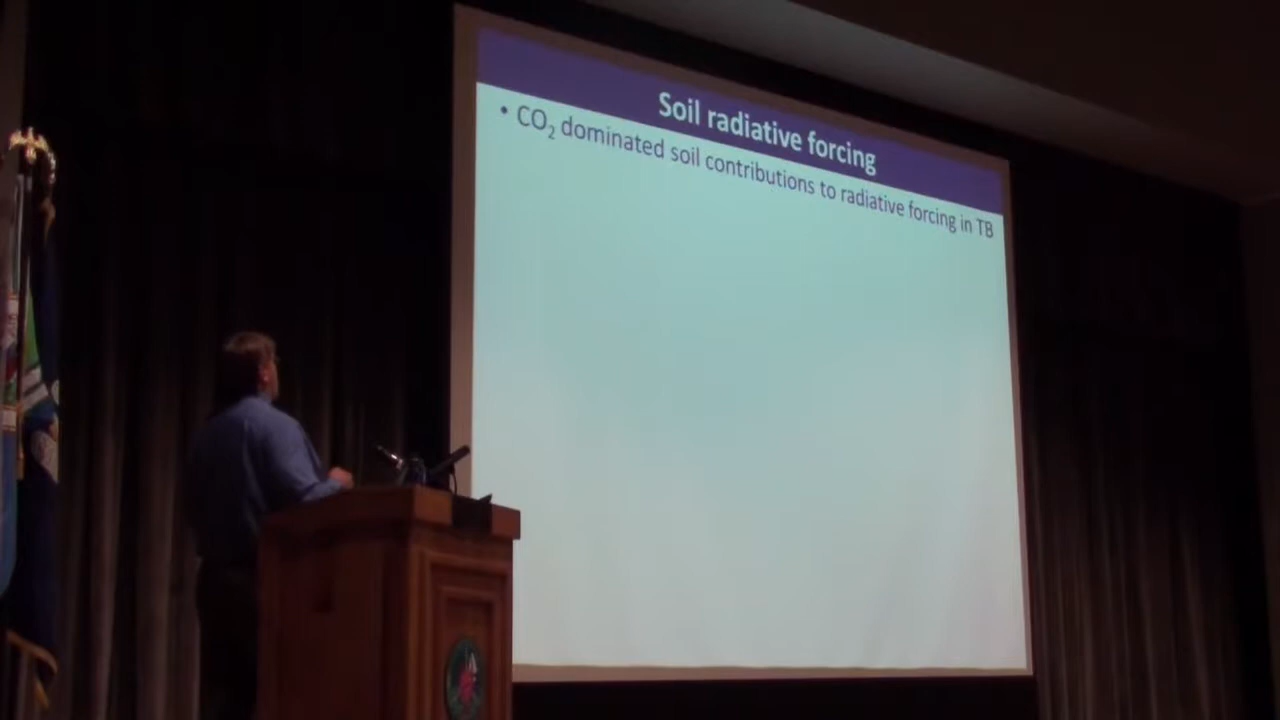 Soil radiative forcing
• CO₂ dominated soil contributions to radiative forcing in TB